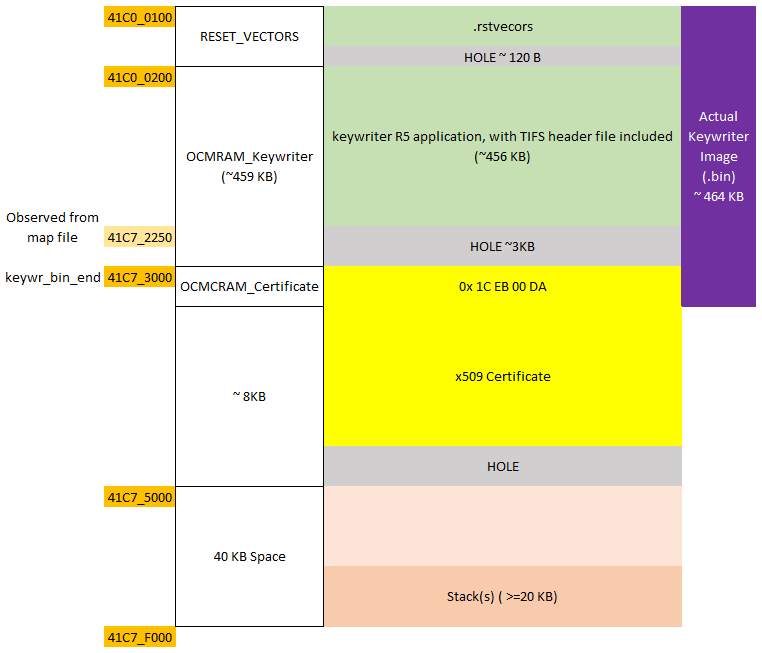 41C0_0100
RESET_VECTORS
.rstvecors
HOLE ~ 120 B
41C0_0200
OCMRAM_Keywriter
(~459 KB)
keywriter R5 application, with TIFS header file included
(~456 KB)
Actual
Keywriter
Image
(.bin)
~ 464 KB
Observed from
map file
41C7_2250
HOLE ~3KB
keywr_bin_end
41C7_3000
OCMCRAM_Certificate
0x 1C EB 00 DA
~ 8KB
x509 Certificate
HOLE
41C7_5000
40 KB Space
Stack(s) ( >=20 KB)
41C7_F000